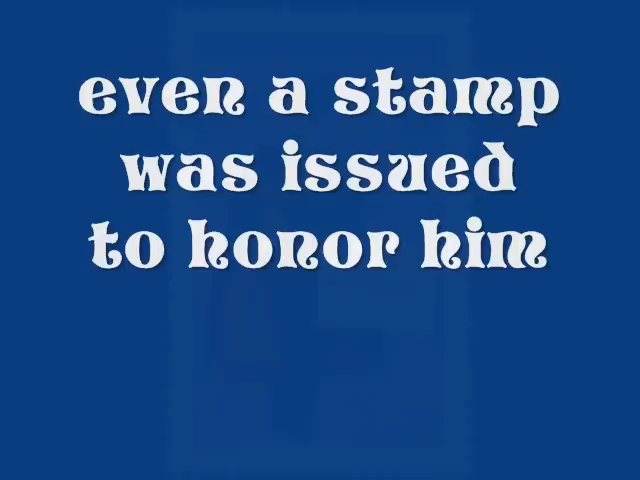 even a stamp
was issued
to honor him